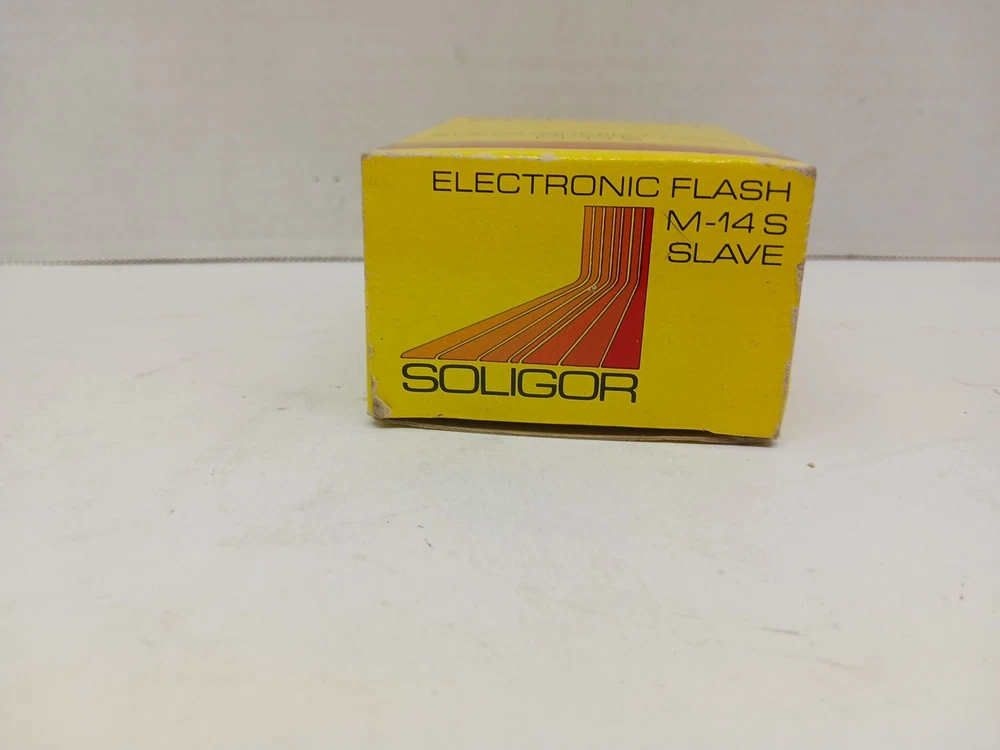 ELECTRONIC FLASH
M-14 S
SLAVE
SOLIGOR